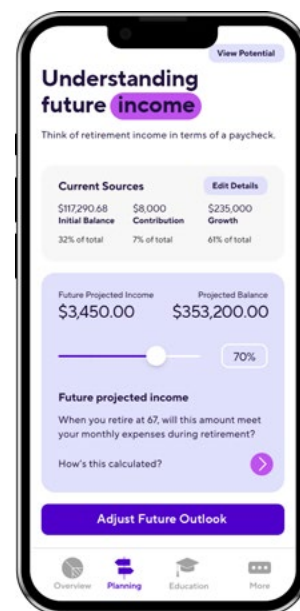 View Potential
Understanding
future income
Think of retirement income in terms of a paycheck.
Current Sources
Edit Details
$117,290.68 $8,000 $235,000
Initial Balance Contribution Growth
32% of total 7% of total 61% of total
Future Projected Income Projected Balance
$3,450.00 $353,200.00
70%
Future projected income
When you retire at 67, will this amount meet
your monthly expenses during retirement?
How's this calculated?
Adjust Future Outlook
Overview Planning Education More